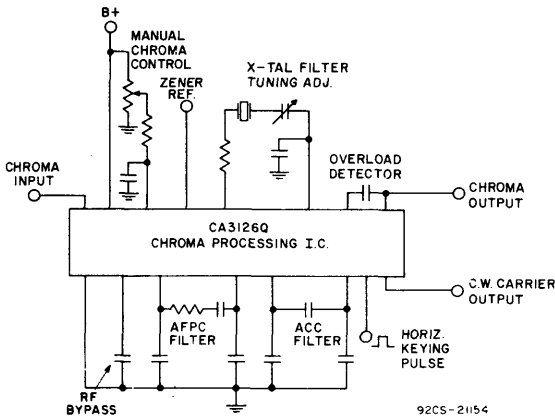 B+
MANUAL
CHROMA
CONTROL
ZENER
REF.
X-TAL FILTER
TUNING ADJ.
CHROMA
INPUT
OVERLOAD
DETECTOR
CHROMA
OUTPUT
CA3126Q
CHROMA PROCESSING I.C.
C.W. CARRIER
OUTPUT
AFPC
FILTER
ACC
FILTER
HORIZ.
KEYING
PULSE
RF
BYPASS
92CS-21154